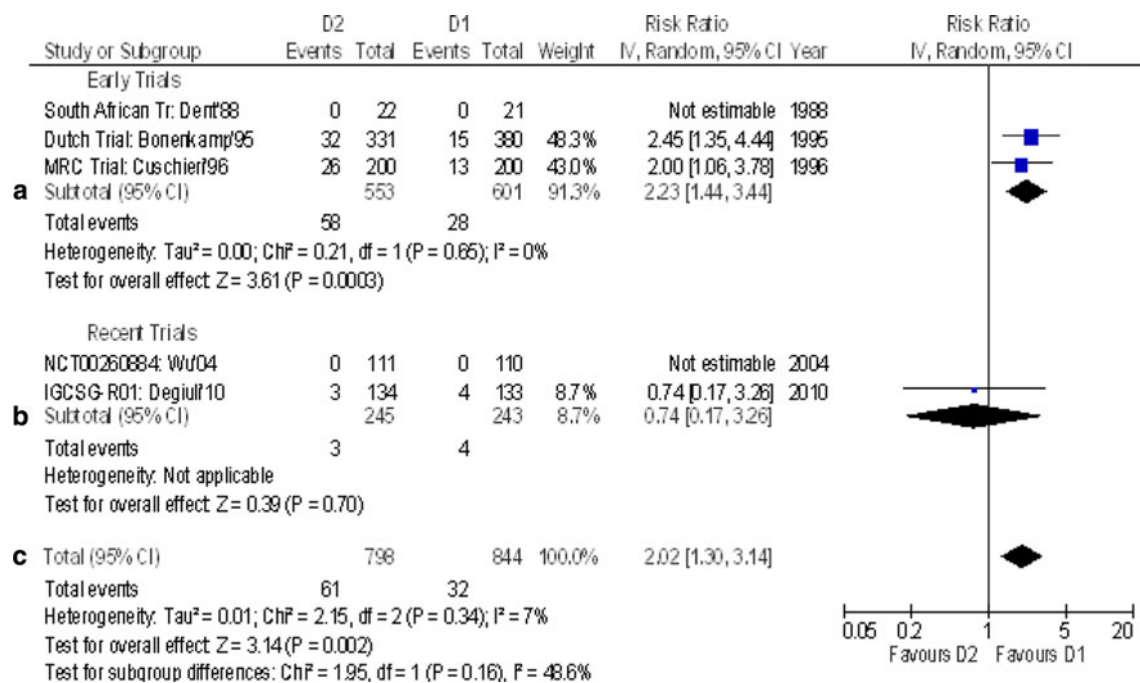 D2 D1 Risk Ratio Risk Ratio
Study or Subgroup Events Total Events Total Weight IV, Random, 95% CI Year IV, Random, 95% CI
Early Trials
South African Tr: Dent'88 0 22 0 21 Not estimable 1988
Dutch Trial: Bonenkamp'95 32 331 15 380 48.3% 2.45 [1.35, 4.44] 1995
MRC Trial: Cuschieri'96 26 200 13 200 43.0% 2.00 [1.06, 3.78] 1996
a Subtotal (95% CI) 553 601 91.3% 2.23 [1.44, 3.44]
Total events 58 28
Heterogeneity: Tau² = 0.00; Chi² = 0.21, df = 1 (P = 0.65); I² = 0%
Test for overall effect: Z = 3.61 (P = 0.0003)
Recent Trials
NCT00260884: Wu'04 0 111 0 110 Not estimable 2004
IGCSG-R01: Degiuli'10 3 134 4 133 8.7% 0.74 [0.17, 3.26] 2010
b Subtotal (95% CI) 245 243 8.7% 0.74 [0.17, 3.26]
Total events 3 4
Heterogeneity: Not applicable
Test for overall effect: Z = 0.39 (P = 0.70)
c Total (95% CI) 798 844 100.0% 2.02 [1.30, 3.14]
Total events 61 32
Heterogeneity: Tau² = 0.01; Chi² = 2.15, df = 2 (P = 0.34); I² = 7%
Test for overall effect: Z = 3.14 (P = 0.002)
Test for subgroup differences: Chi² = 1.95, df = 1 (P = 0.16), I² = 48.6%
0.05 0.2 1 5 20
Favours D2 Favours D1